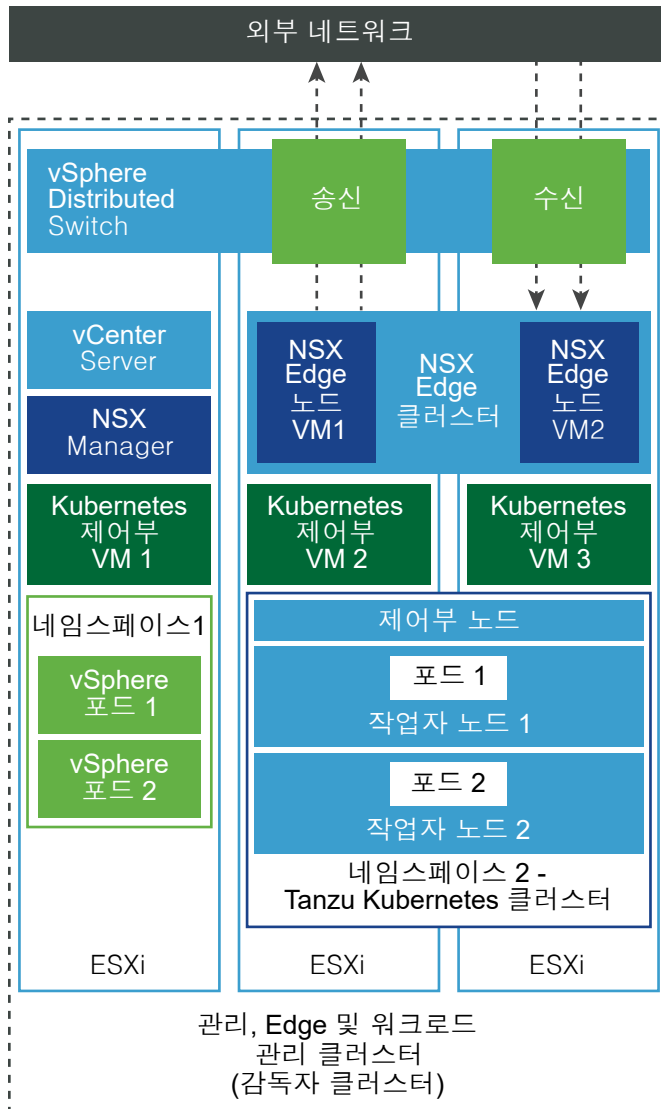 외부 네트워크
vSphere
Distributed
Switch
송신
수신
vCenter
Server
NSX
Manager
NSX
Edge
노드
VM1
NSX
Edge
클러스터
NSX
Edge
노드
VM2
Kubernetes
제어부
VM 1
Kubernetes
제어부
VM 2
Kubernetes
제어부
VM 3
네임스페이스1
vSphere
포드 1
vSphere
포드 2
제어부 노드
포드 1
작업자 노드 1
포드 2
작업자 노드 2
네임스페이스 2 -
Tanzu Kubernetes 클러스터
ESXi
ESXi
ESXi
관리, Edge 및 워크로드
관리 클러스터
(감독자 클러스터)